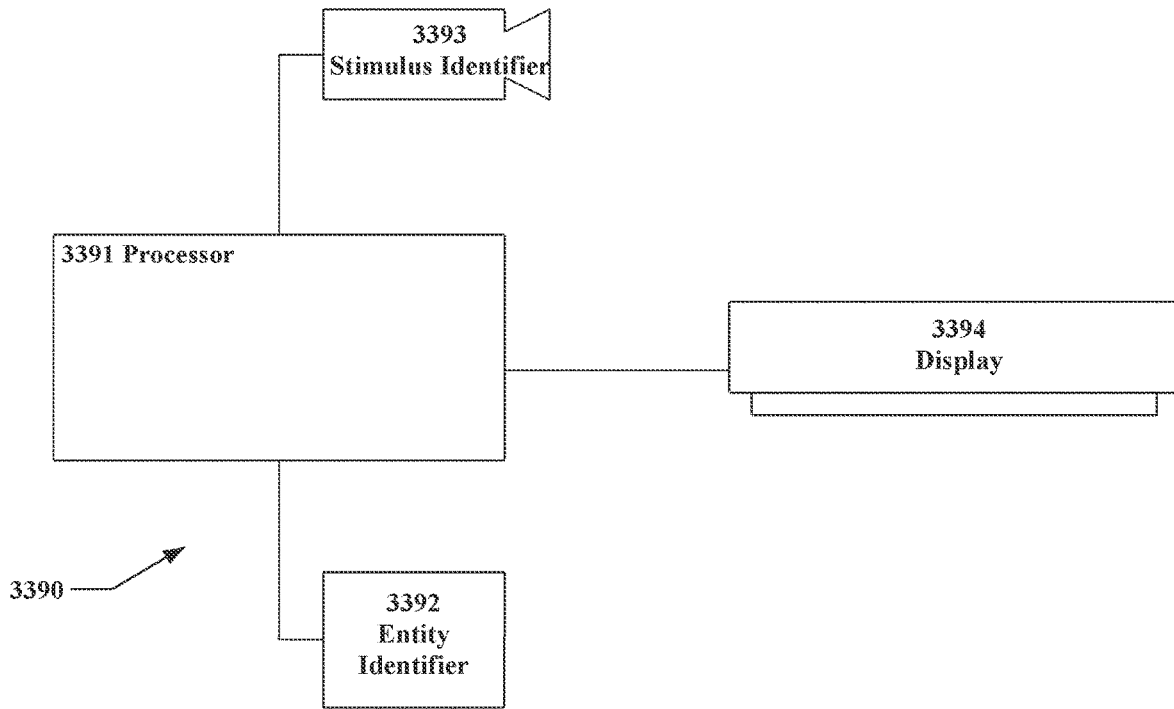 3393
Stimulus Identifier
3391 Processor
3394
Display
3390
3392
Entity
Identifier